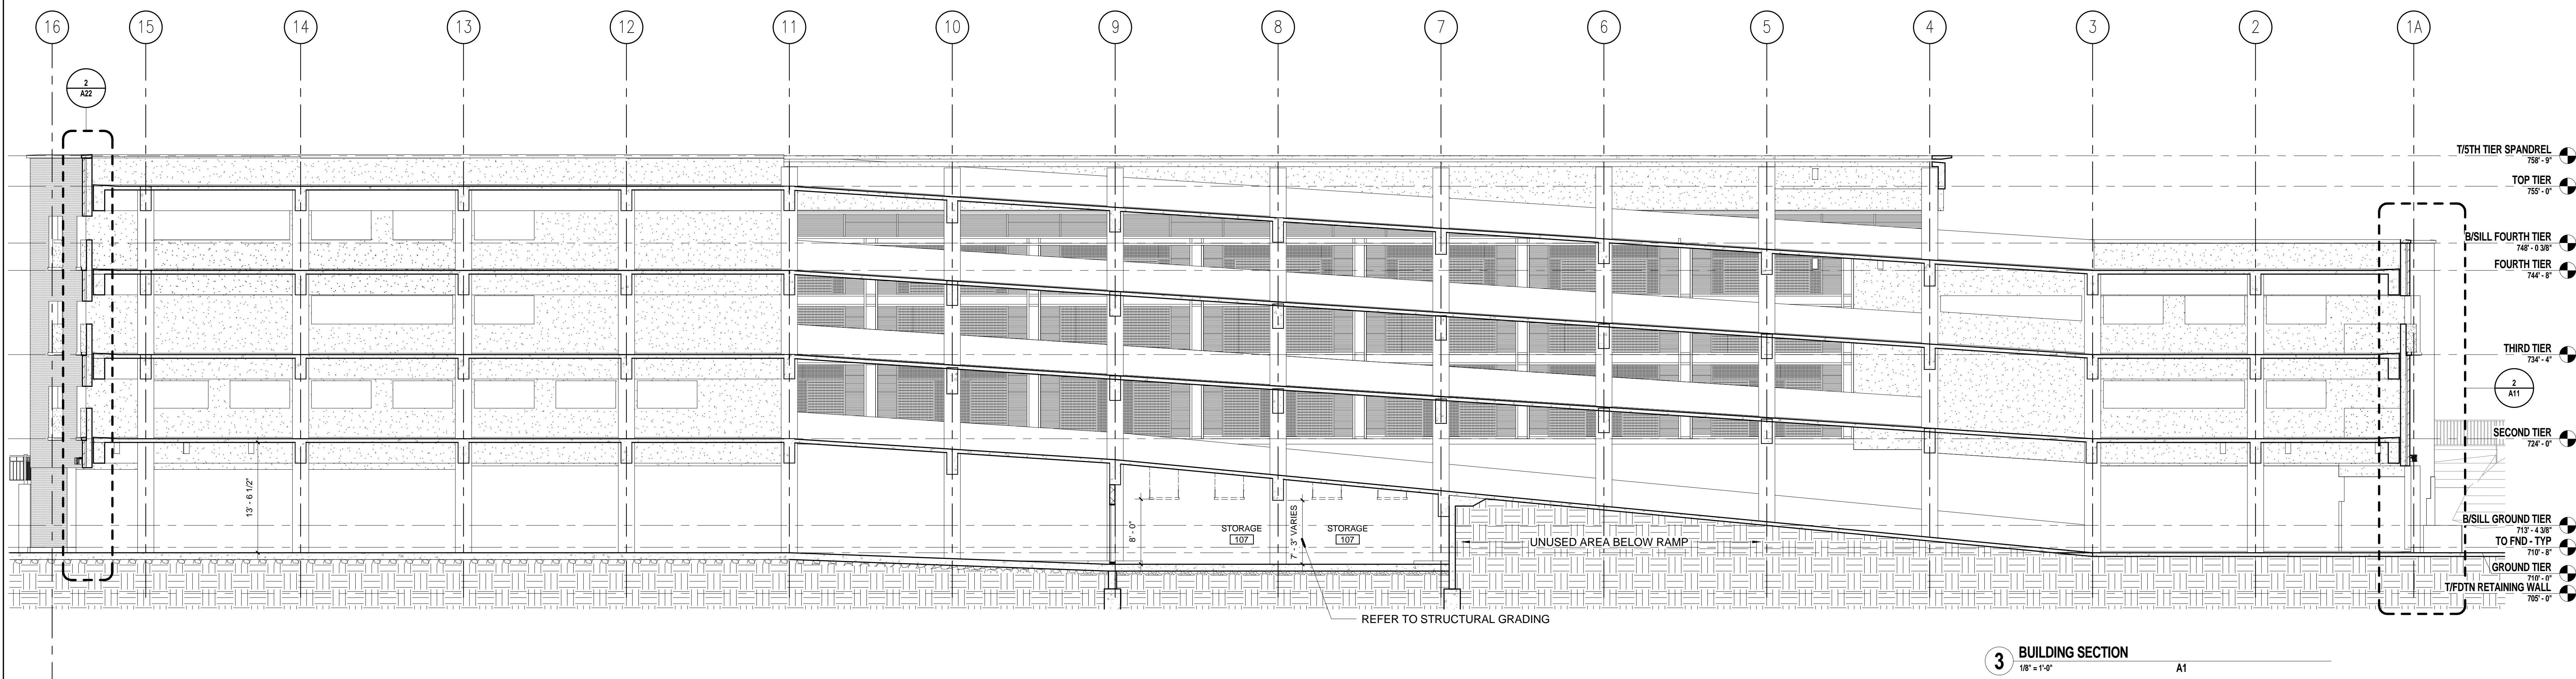 16 15 14 13 12 11 10 9 8 7 6 5 4 3 2 1A
2
A22
T/5TH TIER SPANDREL
758' - 9"
TOP TIER
755' - 0"
B/SILL FOURTH TIER
748' - 0 3/8"
FOURTH TIER
744' - 8"
THIRD TIER
734' - 4"
2
A11
SECOND TIER
724' - 0"
13' - 6 1/2"
8' - 0"
STORAGE
107
7' - 3" VARIES
STORAGE
107
UNUSED AREA BELOW RAMP
B/SILL GROUND TIER
713' - 4 3/8"
TO FND - TYP
710' - 8"
GROUND TIER
710' - 0"
T/FDTN RETAINING WALL
705' - 0"
REFER TO STRUCTURAL GRADING
3 BUILDING SECTION
1/8" = 1'-0" A1